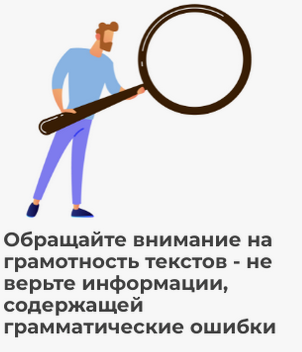 Обращайте внимание на
грамотность текстов - не
верьте информации,
содержащей
грамматические ошибки